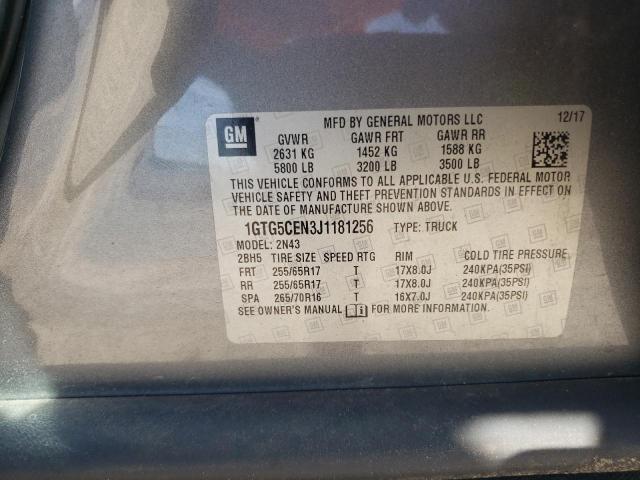 GM
MFD BY GENERAL MOTORS LLC 12/17
GVWR GAWR FRT GAWR RR
2631 KG 1452 KG 1588 KG
5800 LB 3200 LB 3500 LB
THIS VEHICLE CONFORMS TO ALL APPLICABLE U.S. FEDERAL MOTOR
VEHICLE SAFETY AND THEFT PREVENTION STANDARDS IN EFFECT ON
THE DATE OF MANUFACTURE SHOWN ABOVE.
1GTG5CEN3J1181256 TYPE: TRUCK
MODEL: 2N43
2BH5 TIRE SIZE SPEED RTG RIM COLD TIRE PRESSURE
FRT 255/65R17 T 17X8.0J 240KPA(35PSI)
RR 255/65R17 T 17X8.0J 240KPA(35PSI)
SPA 265/70R16 T 16X7.0J 240KPA(35PSI)
SEE OWNER'S MANUAL FOR MORE INFORMATION.